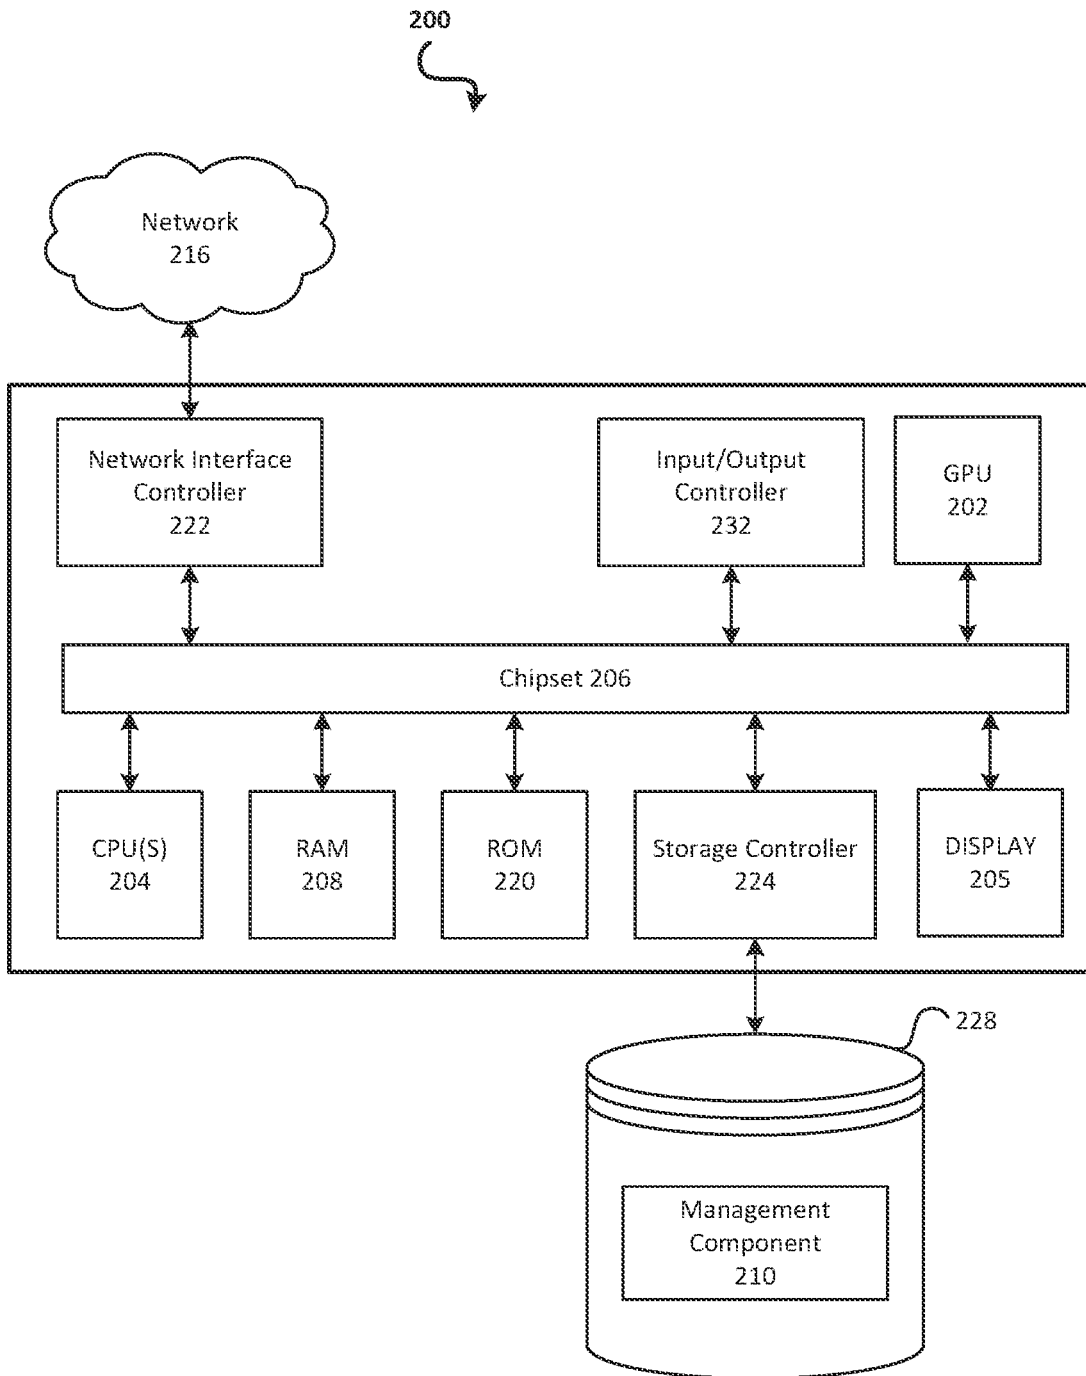 200
Network
216
Network Interface
Controller
222
Input/Output
Controller
232
GPU
202
Chipset 206
CPU(S)
204
RAM
208
ROM
220
Storage Controller
224
DISPLAY
205
228
Management
Component
210